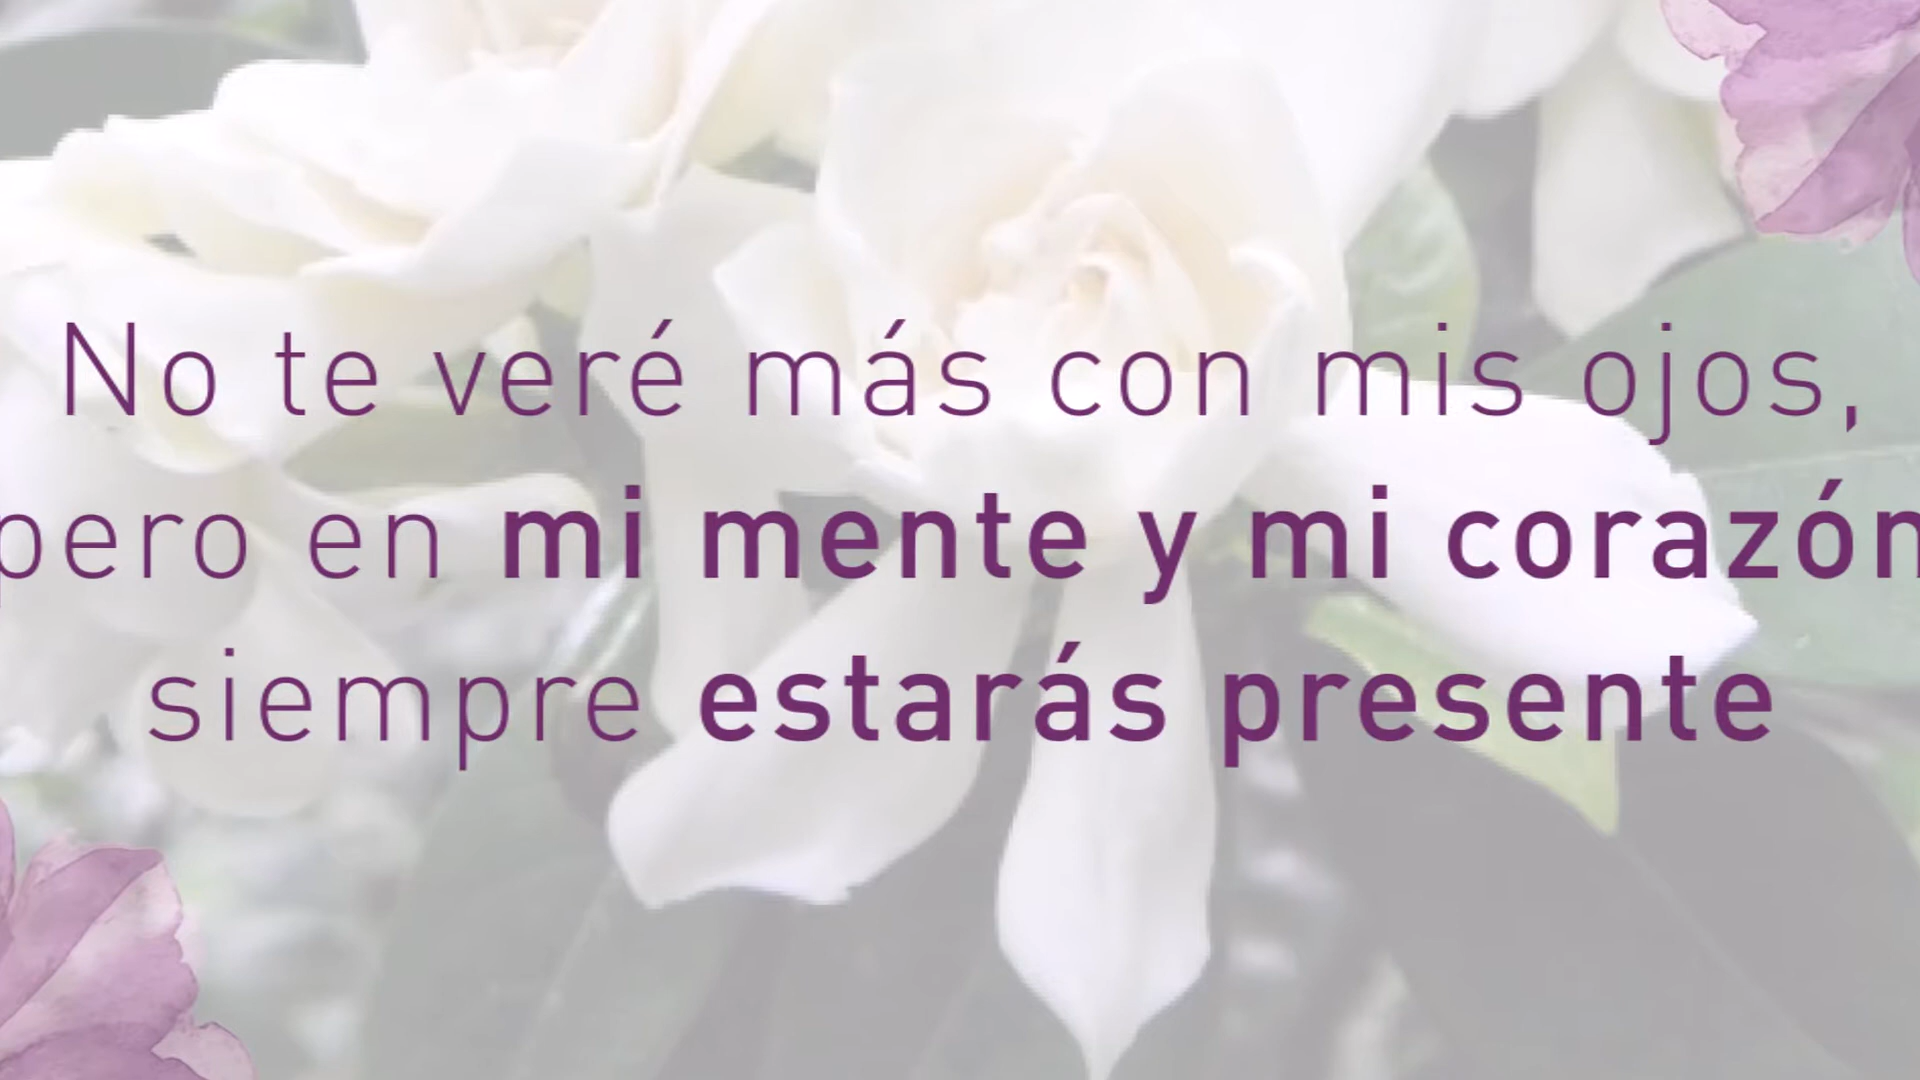 No te veré más con mis ojos,
pero en mi mente y mi corazón
siempre estarás presente